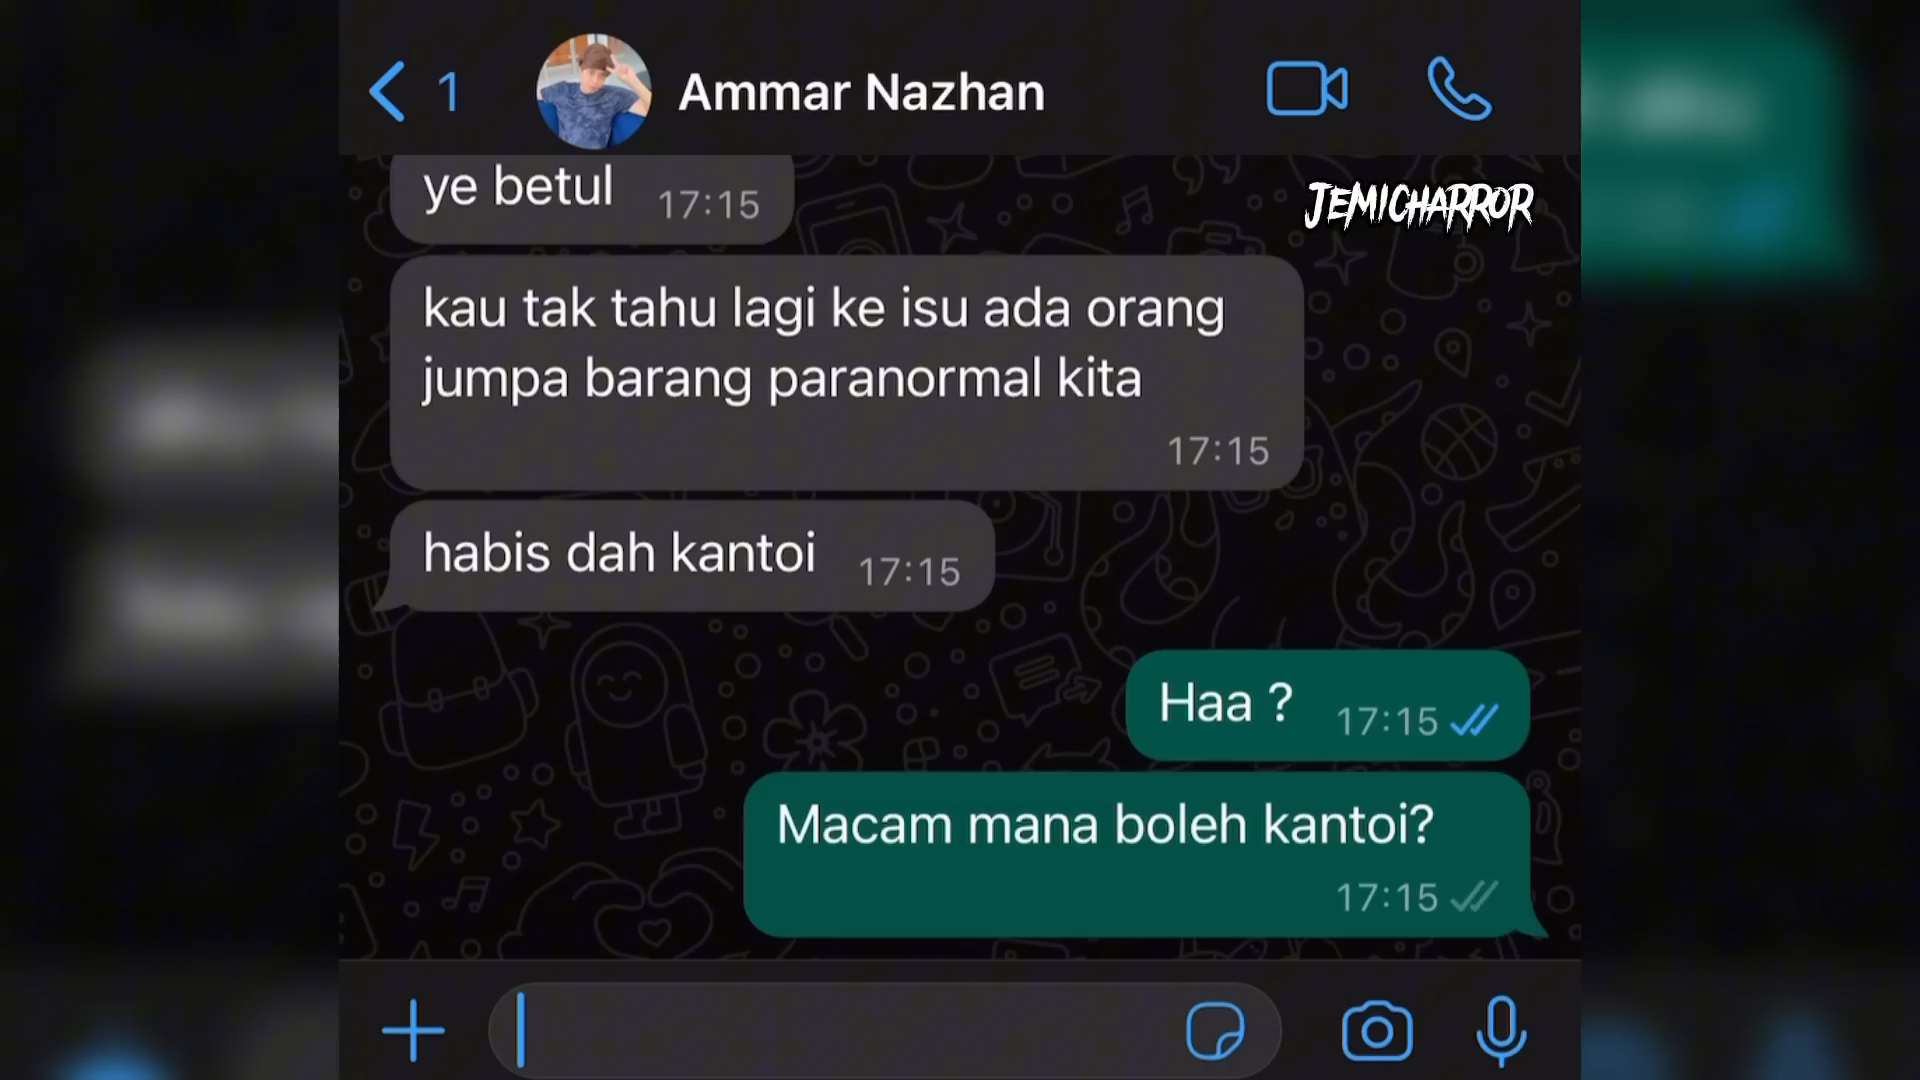 1
Ammar Nazhan
ye betul 17:15
JEMICHARROR
kau tak tahu lagi ke isu ada orang
jumpa barang paranormal kita
17:15
habis dah kantoi 17:15
Haa ? 17:15
Macam mana boleh kantoi?
17:15